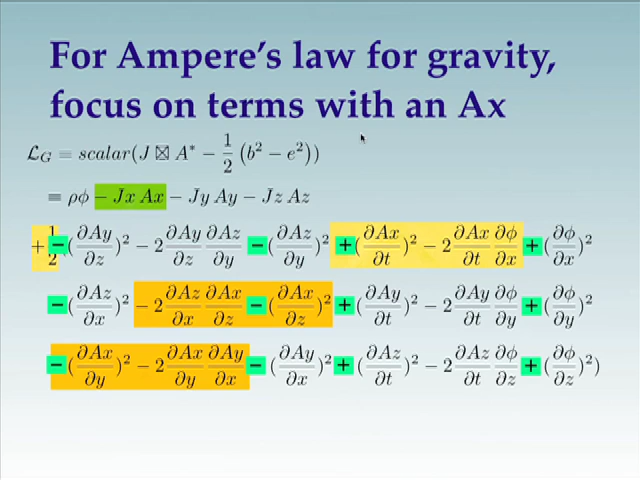 For Ampere's law for gravity,
focus on terms with an Ax
ℒ_G = scalar(J ⊠ A* − 1/2 (b² − e²))
= ρϕ − Jx Ax − Jy Ay − Jz Az
+ 1/2 (−(∂Ay/∂z)² − 2 ∂Ay/∂z ∂Az/∂y − (∂Az/∂y)² + (∂Ax/∂t)² − 2 ∂Ax/∂t ∂ϕ/∂x + (∂ϕ/∂x)²
− (∂Az/∂x)² − 2 ∂Az/∂x ∂Ax/∂z − (∂Ax/∂z)² + (∂Ay/∂t)² − 2 ∂Ay/∂t ∂ϕ/∂y + (∂ϕ/∂y)²
− (∂Ax/∂y)² − 2 ∂Ax/∂y ∂Ay/∂x − (∂Ay/∂x)² + (∂Az/∂t)² − 2 ∂Az/∂t ∂ϕ/∂z + (∂ϕ/∂z)²)